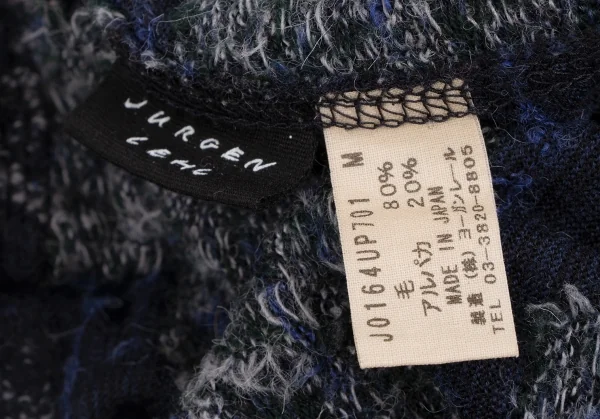 JURGEN
LEHL
J0164UP701 M
毛 80%
アルパカ 20%
MADE IN JAPAN
製造 (株) ヨーガンレール
TEL 03-3820-8805